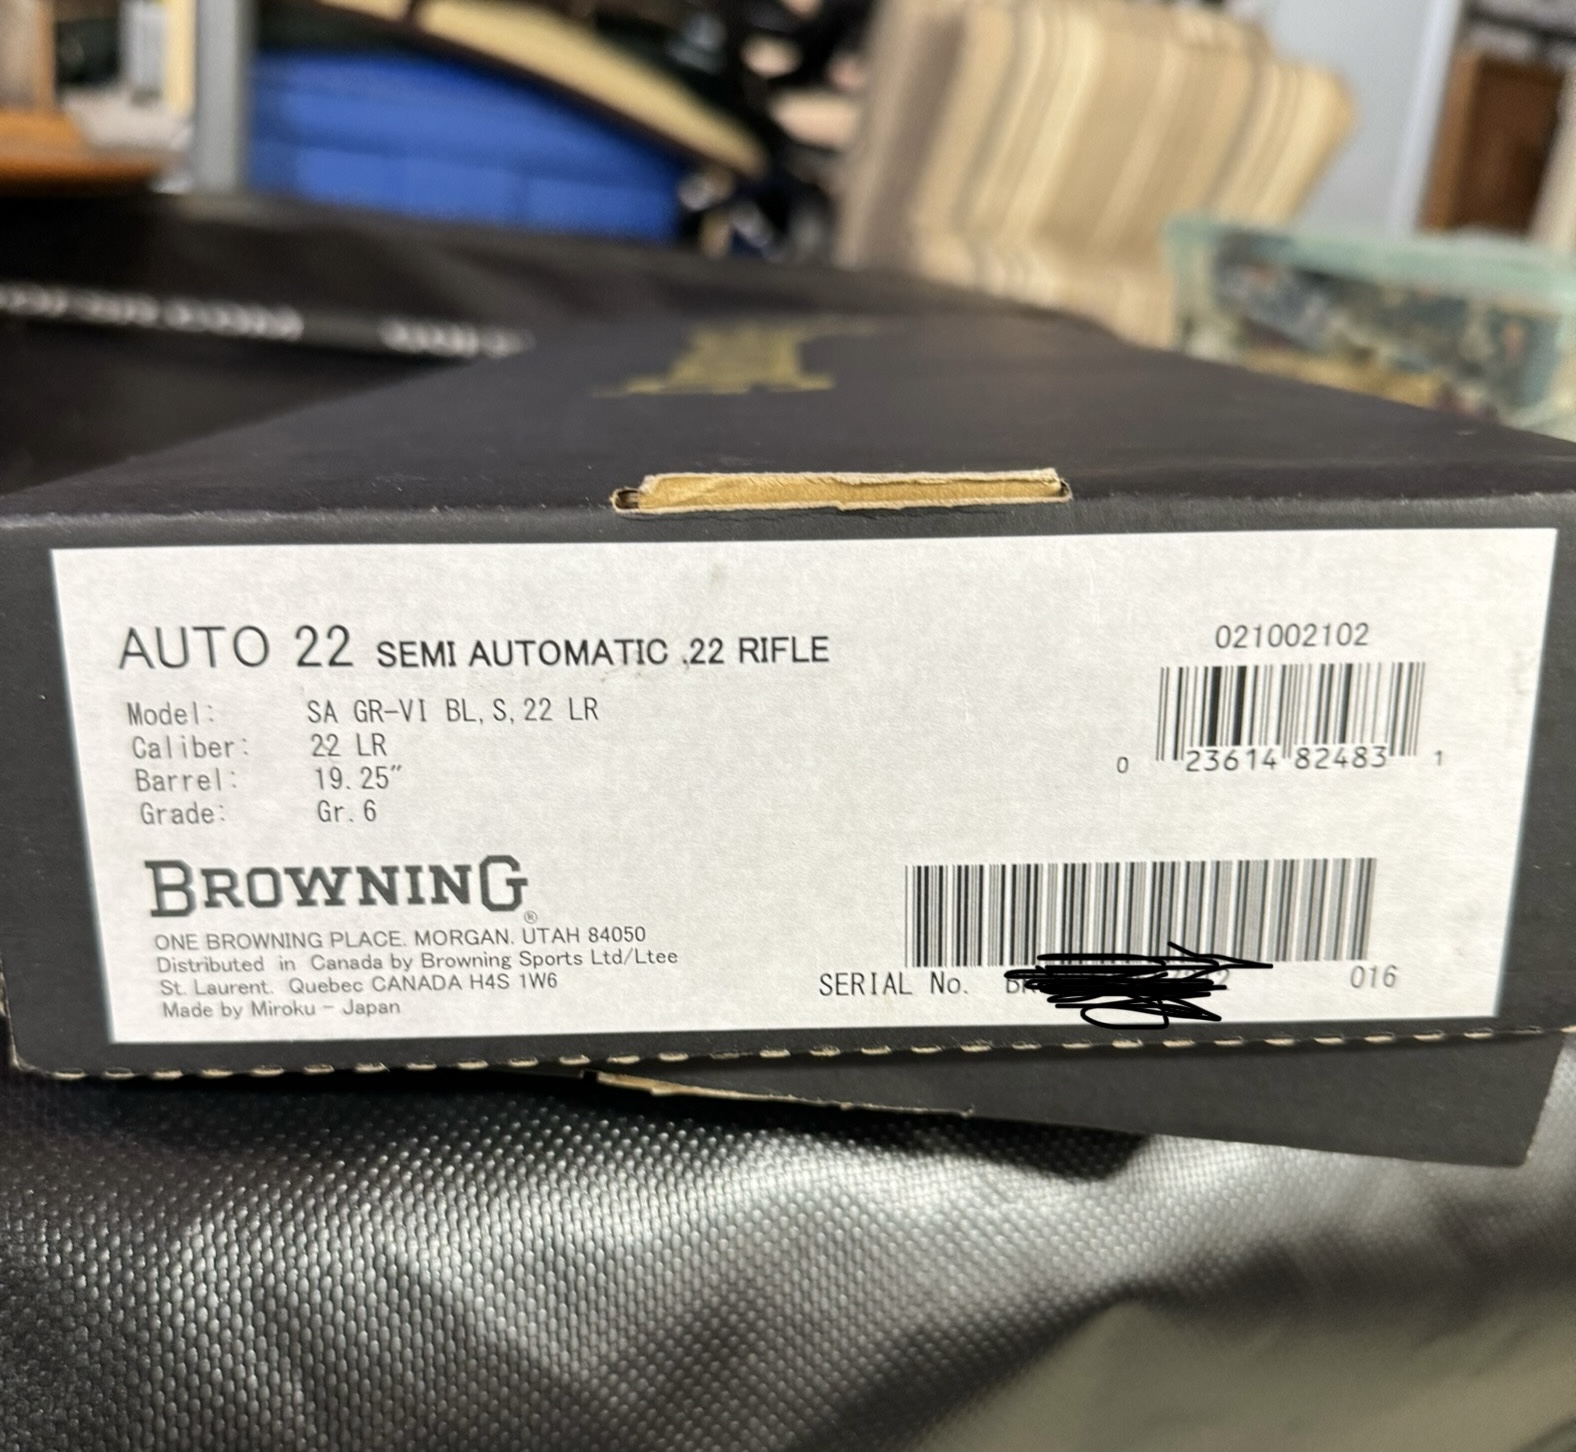 AUTO 22 SEMI AUTOMATIC .22 RIFLE
Model: SA GR-VI BL, S, 22 LR
Caliber: 22 LR
Barrel: 19.25"
Grade: Gr. 6
BROWNING®
ONE BROWNING PLACE. MORGAN. UTAH 84050
Distributed in Canada by Browning Sports Ltd/Ltee
St. Laurent. Quebec CANADA H4S 1W6
Made by Miroku - Japan
021002102
0 23614 82483 1
SERIAL No. 016